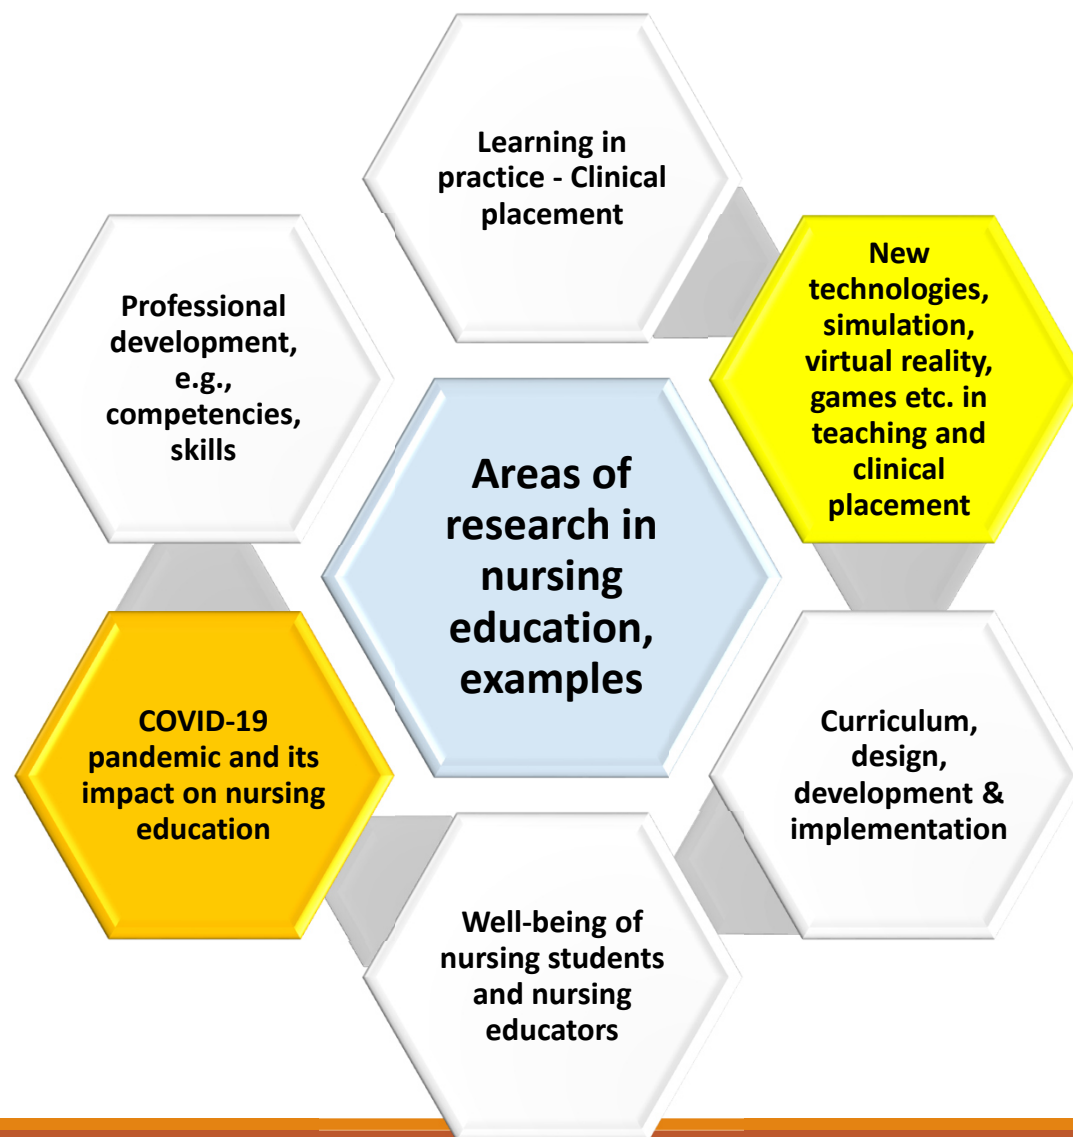 Learning in
practice - Clinical
placement
New
technologies,
simulation,
virtual reality,
games etc. in
teaching and
clinical
placement
Professional
development,
e.g.,
competencies,
skills
Areas of
research in
nursing
education,
examples
COVID-19
pandemic and its
impact on nursing
education
Curriculum,
design,
development &
implementation
Well-being of
nursing students
and nursing
educators